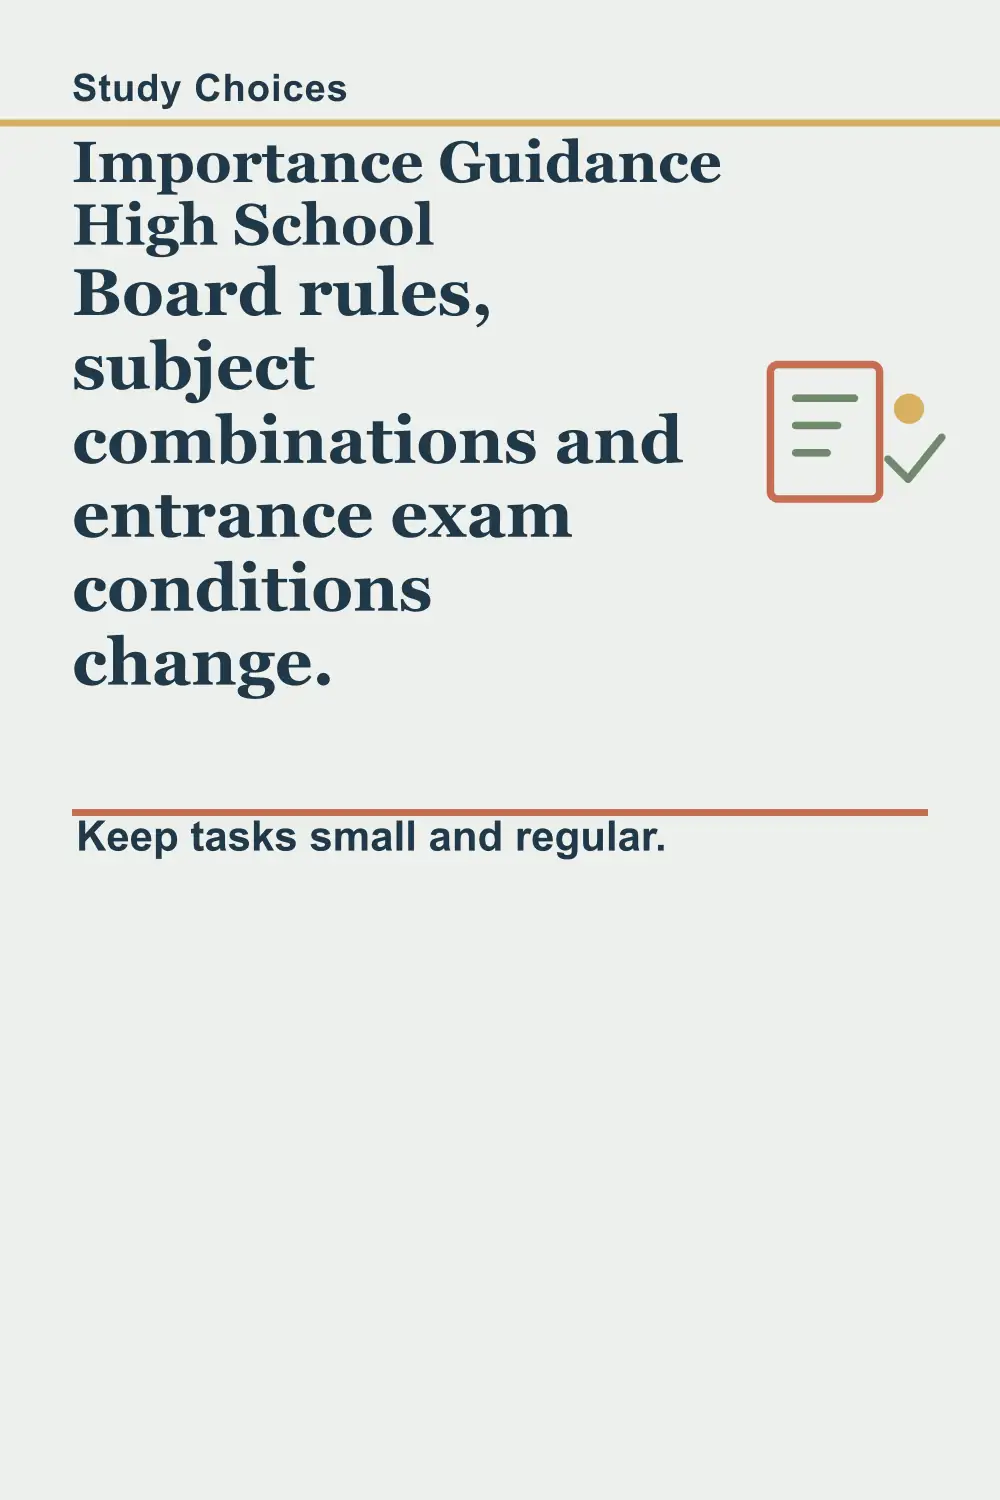 Study Choices
Importance Guidance
High School
Board rules,
subject
combinations and
entrance exam
conditions
change.
Keep tasks small and regular.